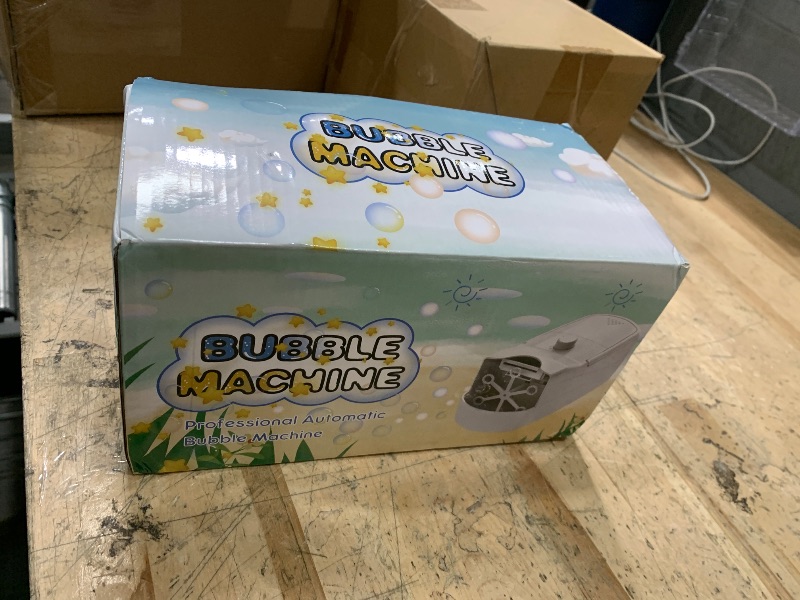 BUBBLE
MACHINE
BUBBLE
MACHINE
Professional Automatic
Bubble Machine